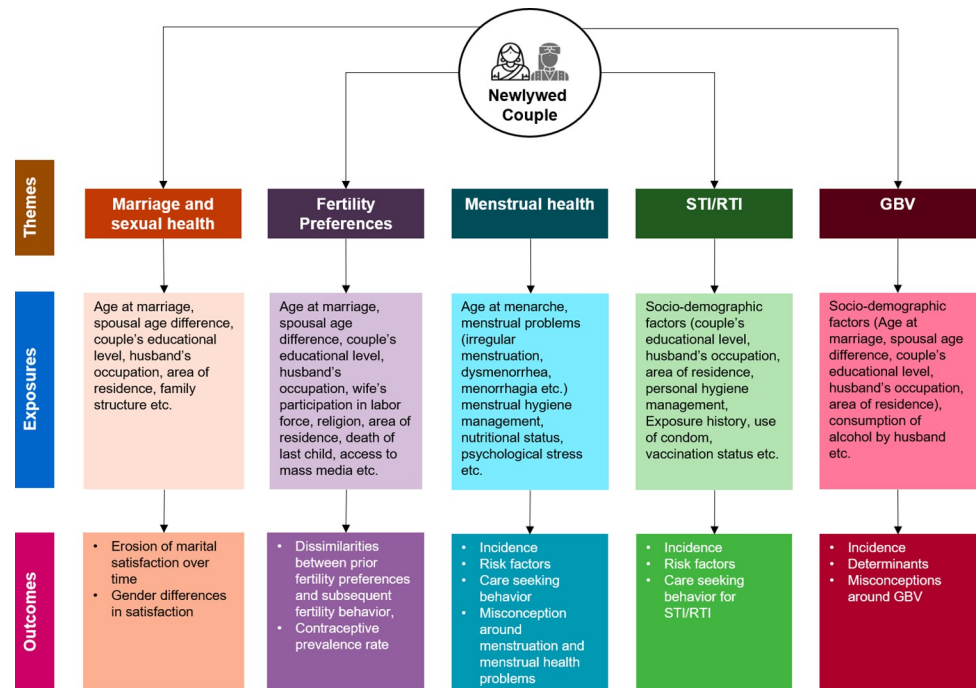 Newlywed
Couple
Themes
Marriage and
sexual health
Fertility
Preferences
Menstrual health
STI/RTI
GBV
Exposures
Age at marriage,
spousal age difference,
couple's educational
level, husband's
occupation, area of
residence, family
structure etc.
Age at marriage,
spousal age
difference, couple's
educational level,
husband's
occupation, wife's
participation in labor
force, religion, area of
residence, death of
last child, access to
mass media etc.
Age at menarche,
menstrual problems
(irregular
menstruation,
dysmenorrhea,
menorrhagia etc.)
menstrual hygiene
management,
nutritional status,
psychological stress
etc.
Socio-demographic
factors (couple's
educational level,
husband's occupation,
area of residence,
personal hygiene
management,
Exposure history, use
of condom,
vaccination status etc.
Socio-demographic
factors (Age at
marriage, spousal age
difference, couple's
educational level,
husband's occupation,
area of residence),
consumption of
alcohol by husband
etc.
Outcomes
• Erosion of marital
satisfaction over
time
• Gender differences
in satisfaction
• Dissimilarities
between prior
fertility preferences
and subsequent
fertility behavior,
• Contraceptive
prevalence rate
• Incidence
• Risk factors
• Care seeking
behavior
• Misconception
around
menstruation and
menstrual health
problems
• Incidence
• Risk factors
• Care seeking
behavior for
STI/RTI
• Incidence
• Determinants
• Misconceptions
around GBV